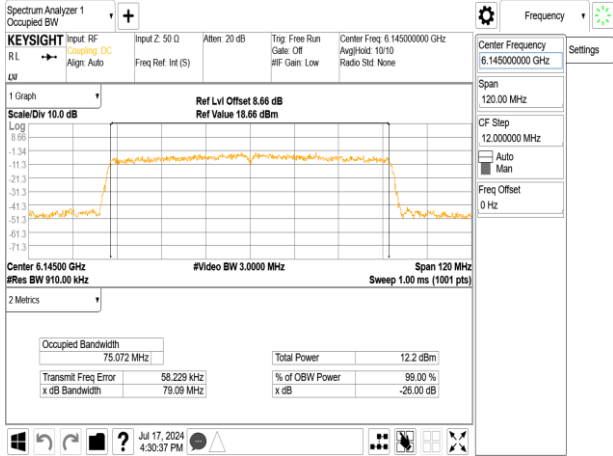 Spectrum Analyzer 1
Occupied BW
Frequency
KEYSIGHT
RL
Input: RF
Coupling: DC
Align: Auto
Input Z: 50 Ω
Freq Ref: Int (S)
Atten: 20 dB
Trig: Free Run
Gate: Off
#IF Gain: Low
Center Freq: 6.145000000 GHz
Avg|Hold: 10/10
Radio Std: None
Center Frequency
6.145000000 GHz
Settings
Span
120.00 MHz
CF Step
12.000000 MHz
Auto
Man
Freq Offset
0 Hz
1 Graph
Scale/Div 10.0 dB
Ref Lvl Offset 8.66 dB
Ref Value 18.66 dBm
Log
8.66
-1.34
-11.3
-21.3
-31.3
-41.3
-51.3
-61.3
-71.3
Center 6.14500 GHz
#Video BW 3.0000 MHz
Span 120 MHz
#Res BW 910.00 kHz
Sweep 1.00 ms (1001 pts)
2 Metrics
Occupied Bandwidth
75.072 MHz
Total Power 12.2 dBm
Transmit Freq Error 58.229 kHz
% of OBW Power 99.00 %
x dB Bandwidth 79.09 MHz
x dB -26.00 dB
Jul 17, 2024
4:30:37 PM